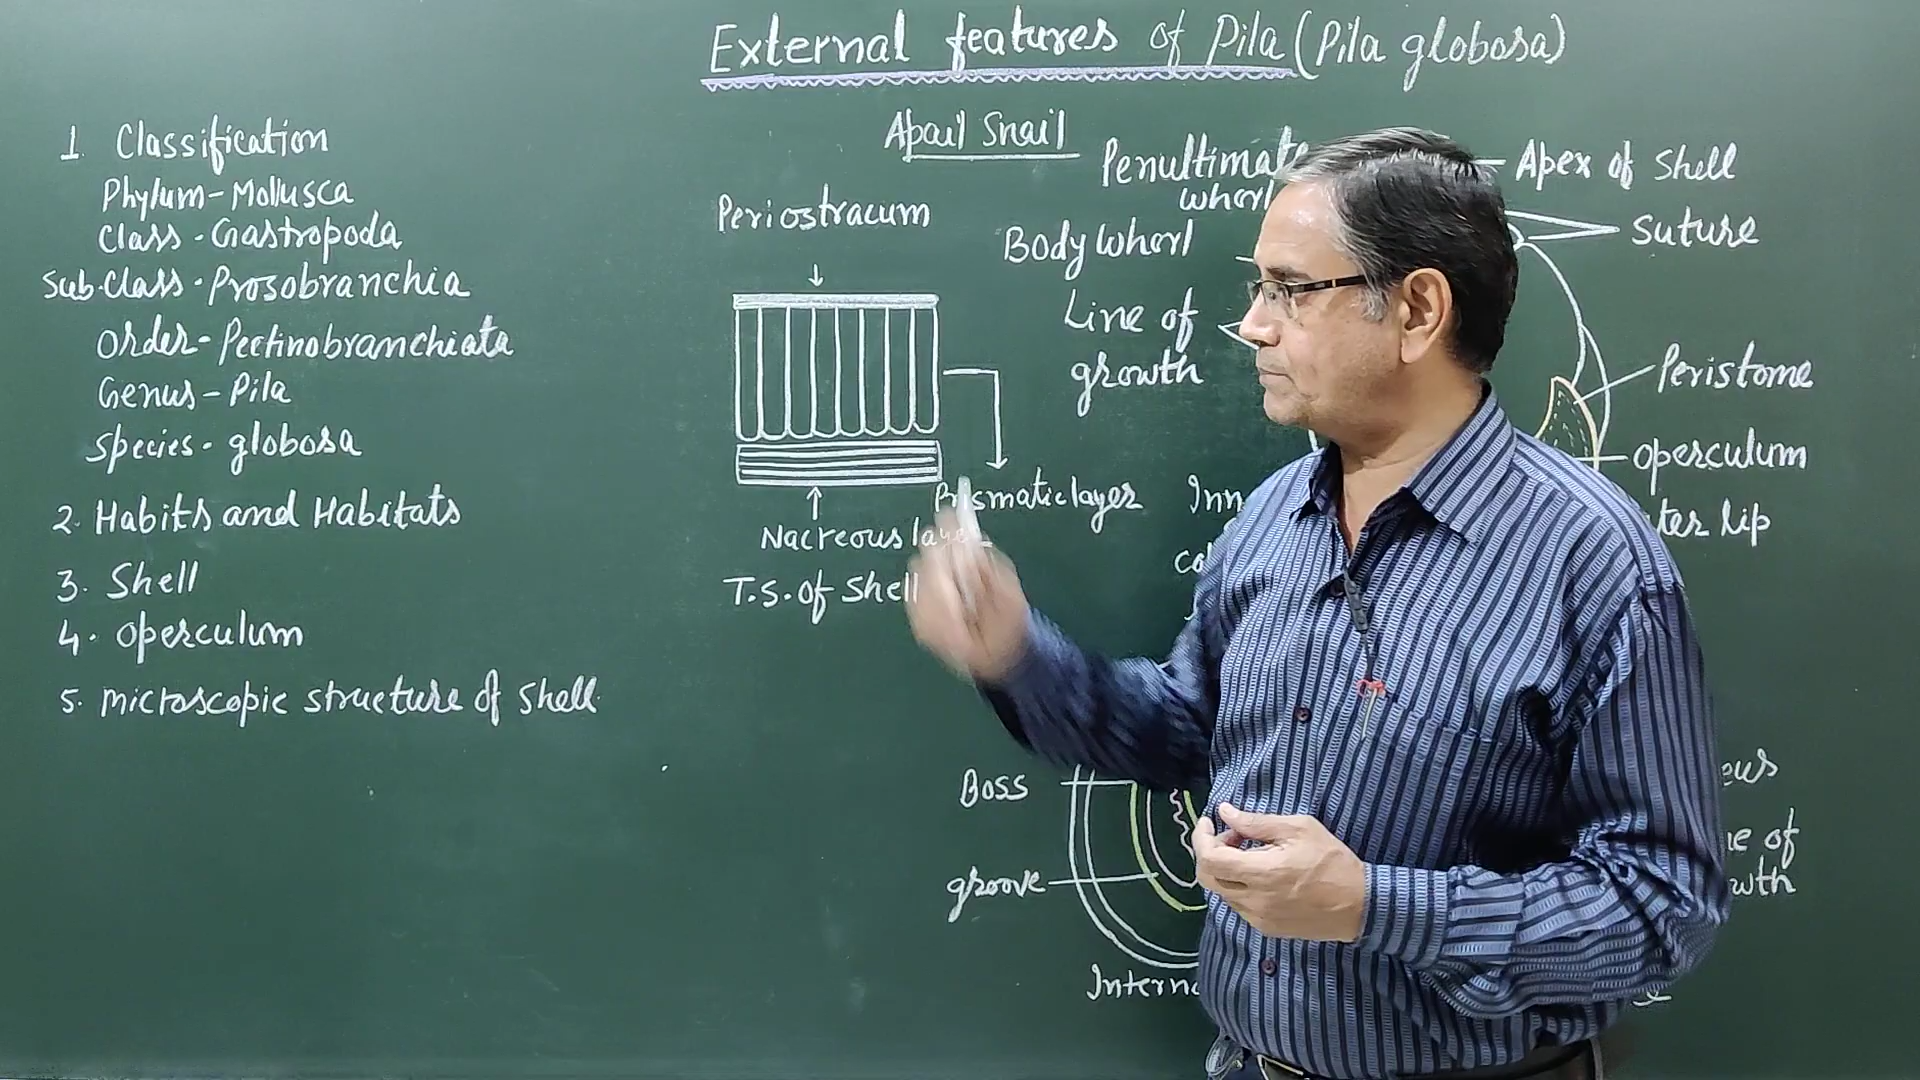 External features of Pila (Pila globosa)
Apail Snail
1. Classification
Phylum - Mollusca
Class - Gastropoda
Sub-Class - Prosobranchia
Order - Pectinobranchiata
Genus - Pila
Species - globosa
2. Habits and Habitats
3. Shell
4. Operculum
5. Microscopic structure of Shell
Periostracum
Prismatic layer
Nacreous layer
T.S. of Shell
Penultimate
whorl
Body whorl
Line of
growth
Apex of Shell
Suture
Peristome
Operculum
Lip
Boss
groove